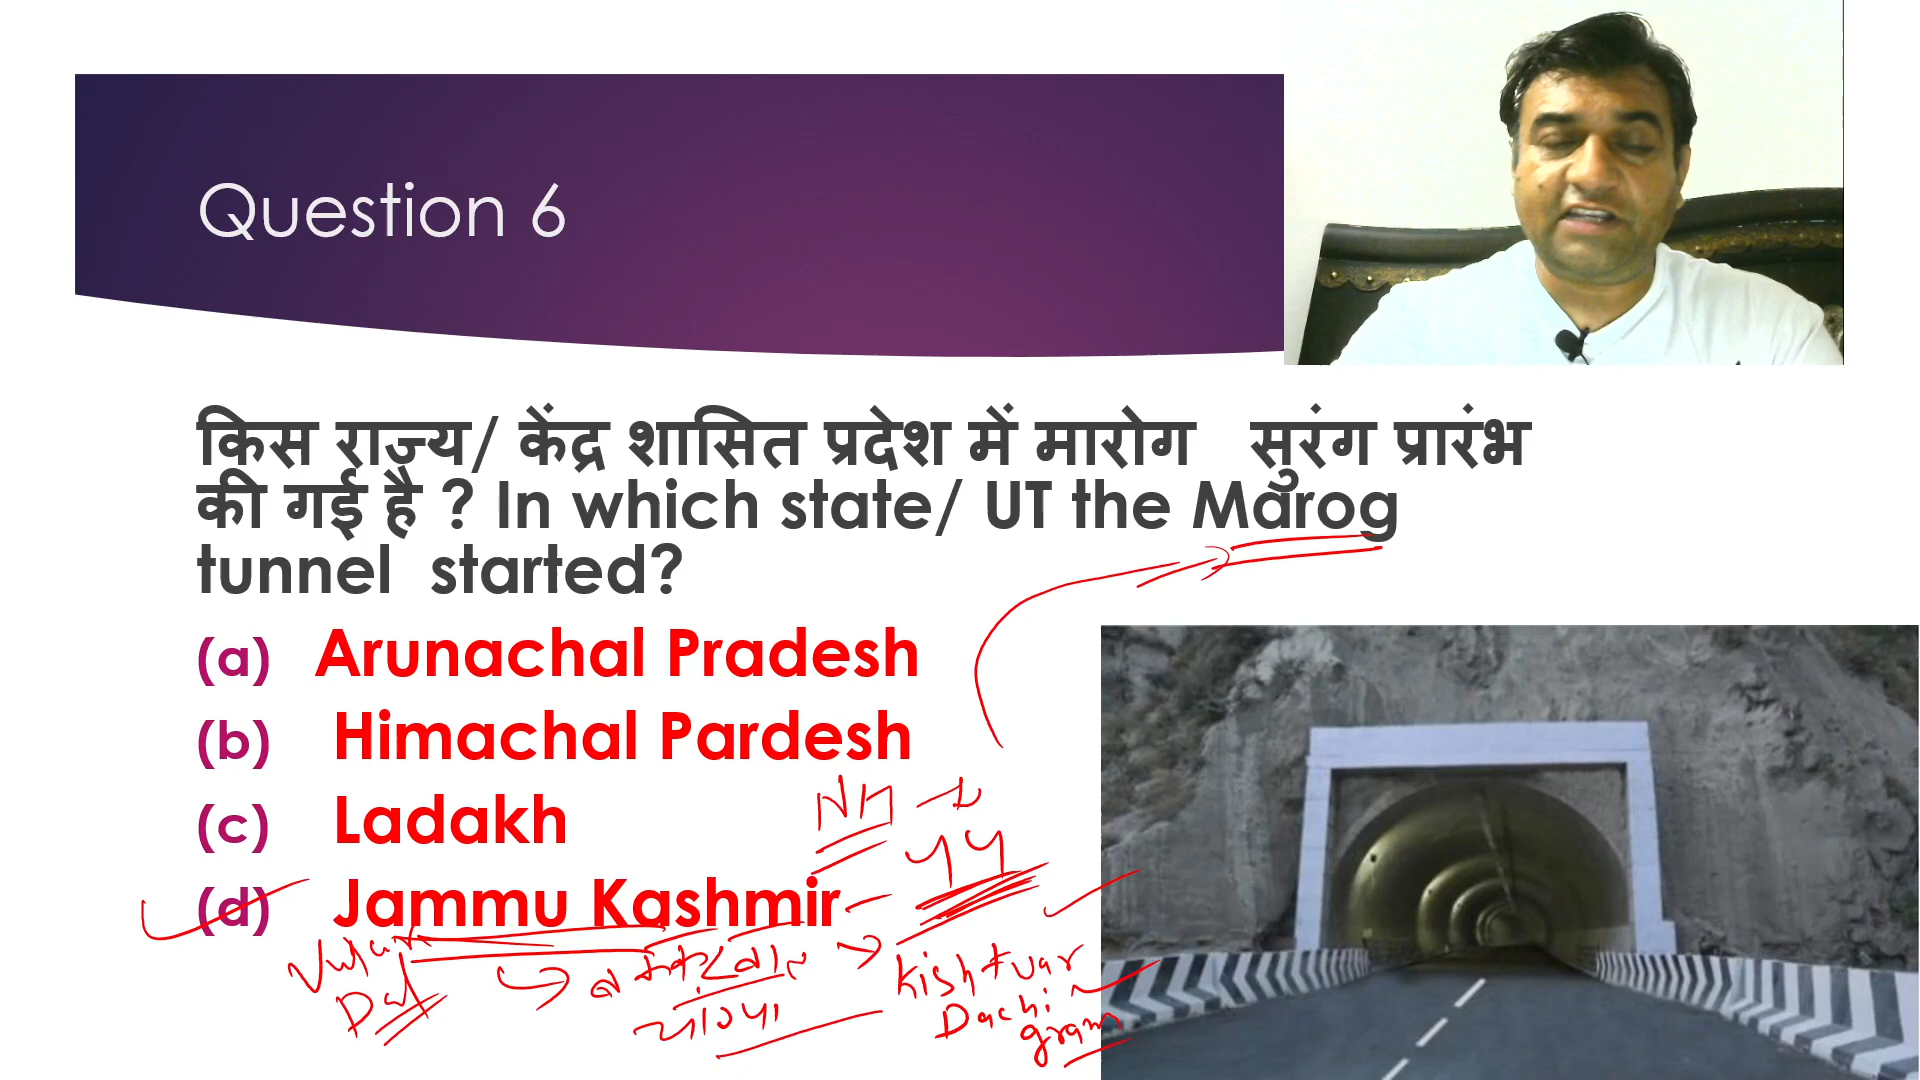 Question 6
किस राज्य/ केंद्र शासित प्रदेश में मारोग सुरंग प्रारंभ
की गई है ? In which state/ UT the Marog
tunnel started?
(a) Arunachal Pradesh
(b) Himachal Pardesh
(c) Ladakh
NH
44
(d) Jammu Kashmir
Kishtwar
Dachi
gram